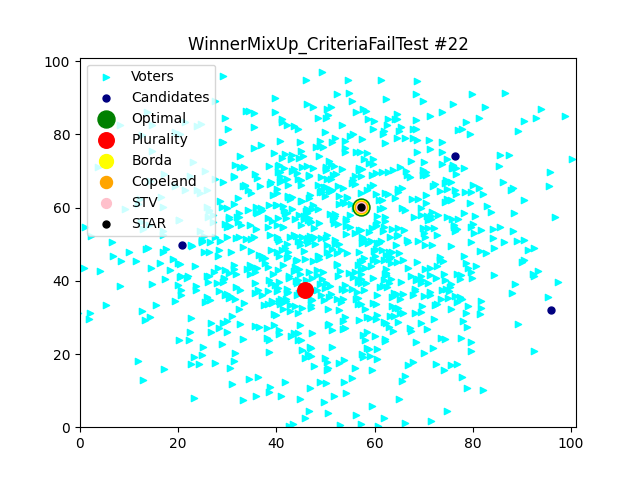 WinnerMixUp_CriteriaFailTest #22
100
80
60
40
20
0
0
20
40
60
80
100
Voters
Candidates
Optimal
Plurality
Borda
Copeland
STV
STAR